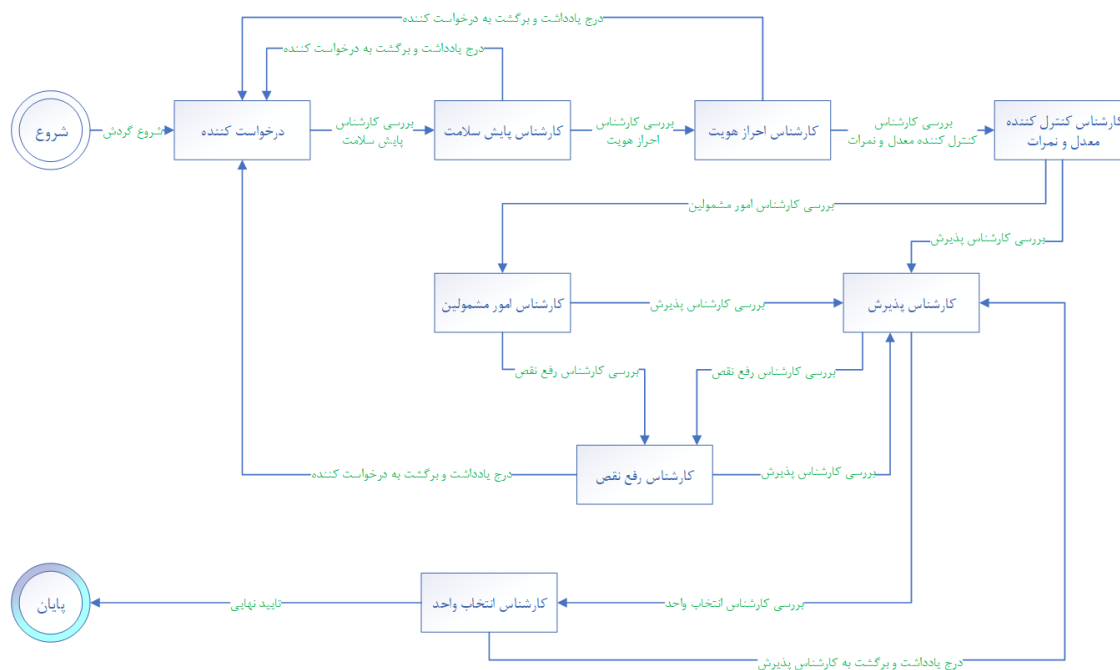 درج یادداشت و برگشت به درخواست کننده
درج یادداشت و برگشت به درخواست کننده
شروع
شروع گردش
درخواست کننده
بررسی کارشناس
پایش سلامت
کارشناس پایش سلامت
بررسی کارشناس
احراز هویت
کارشناس احراز هویت
بررسی کارشناس
کنترل کننده معدل و نمرات
کارشناس کنترل کننده
معدل و نمرات
بررسی کارشناس امور مشمولین
بررسی کارشناس پذیرش
کارشناس امور مشمولین
بررسی کارشناس پذیرش
کارشناس پذیرش
بررسی کارشناس رفع نقص
بررسی کارشناس رفع نقص
درج یادداشت و برگشت به درخواست کننده
کارشناس رفع نقص
بررسی کارشناس پذیرش
پایان
تایید نهایی
کارشناس انتخاب واحد
بررسی کارشناس انتخاب واحد
درج یادداشت و برگشت به کارشناس پذیرش